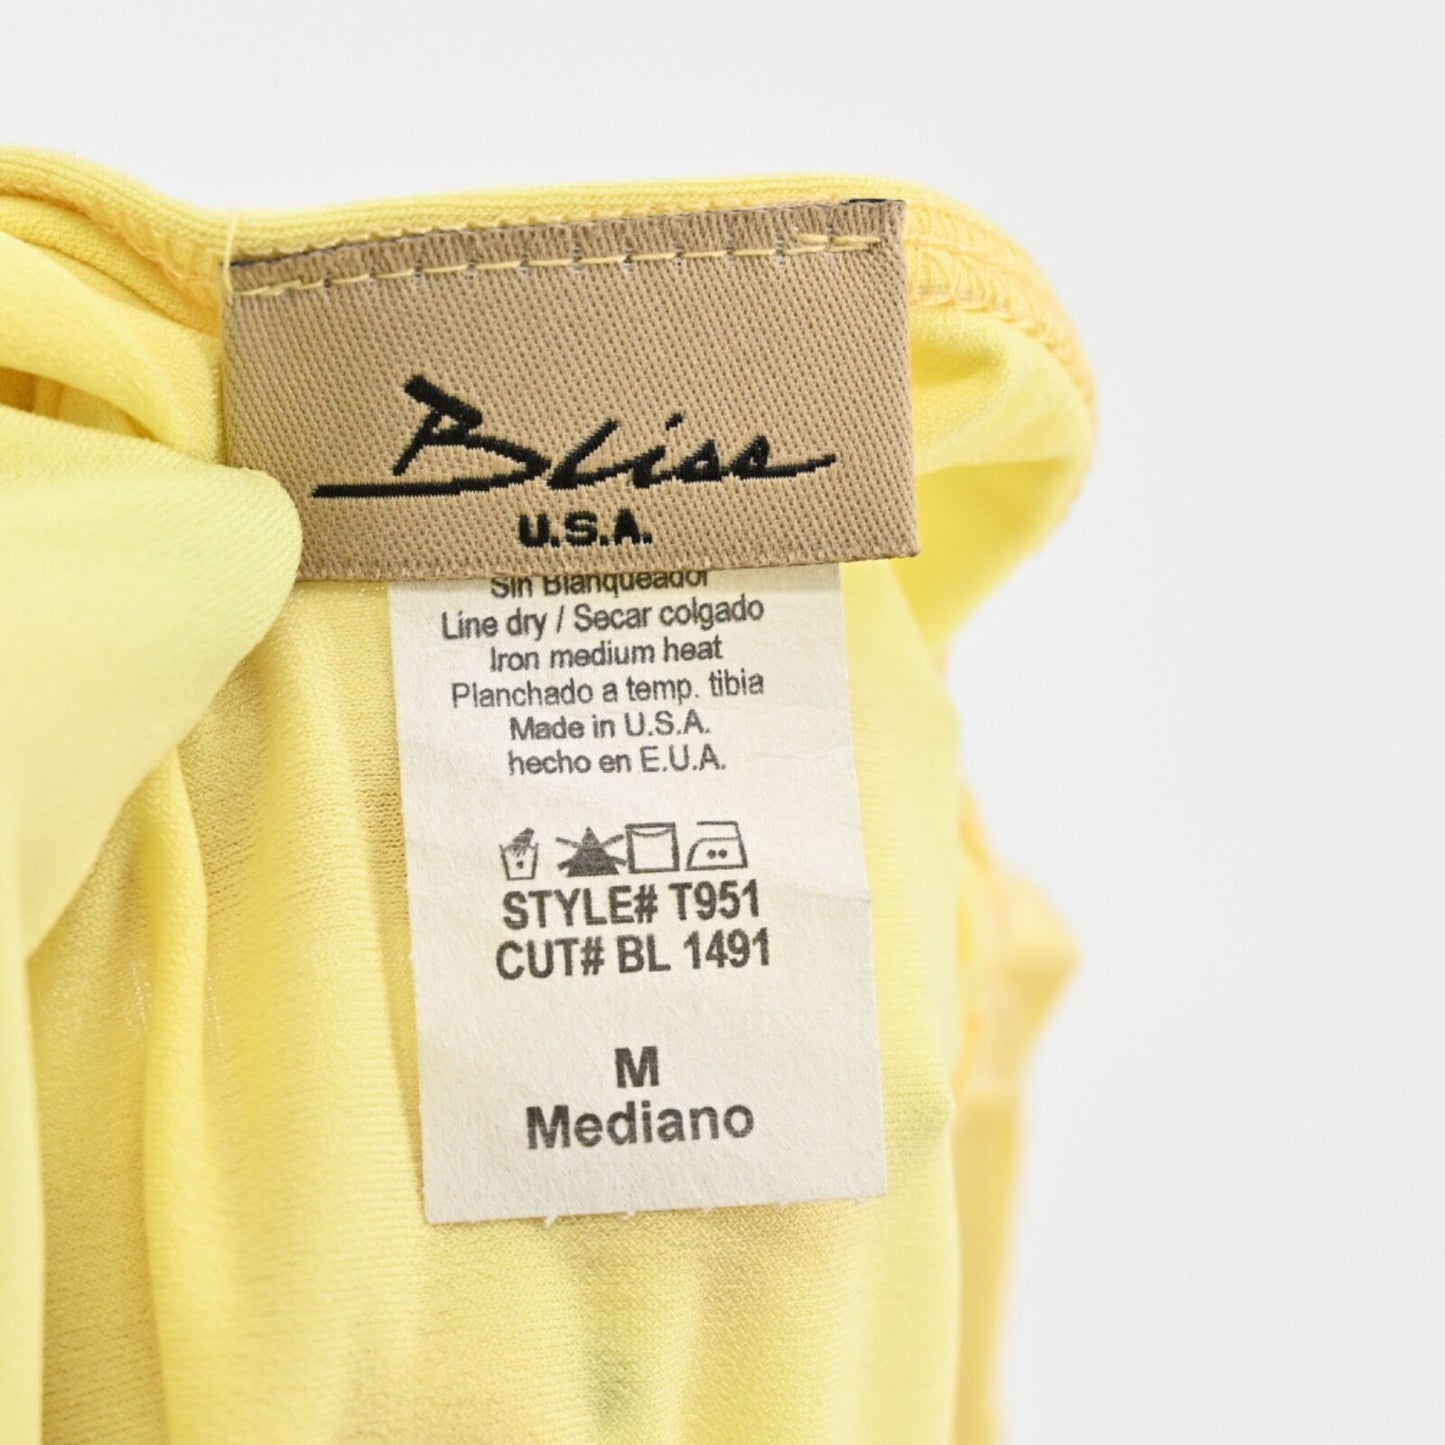 Bliss
U.S.A.
Sin Blanqueador
Line dry / Secar colgado
Iron medium heat
Planchado a temp. tibia
Made in U.S.A.
hecho en E.U.A.
STYLE# T951
CUT# BL 1491
M
Mediano